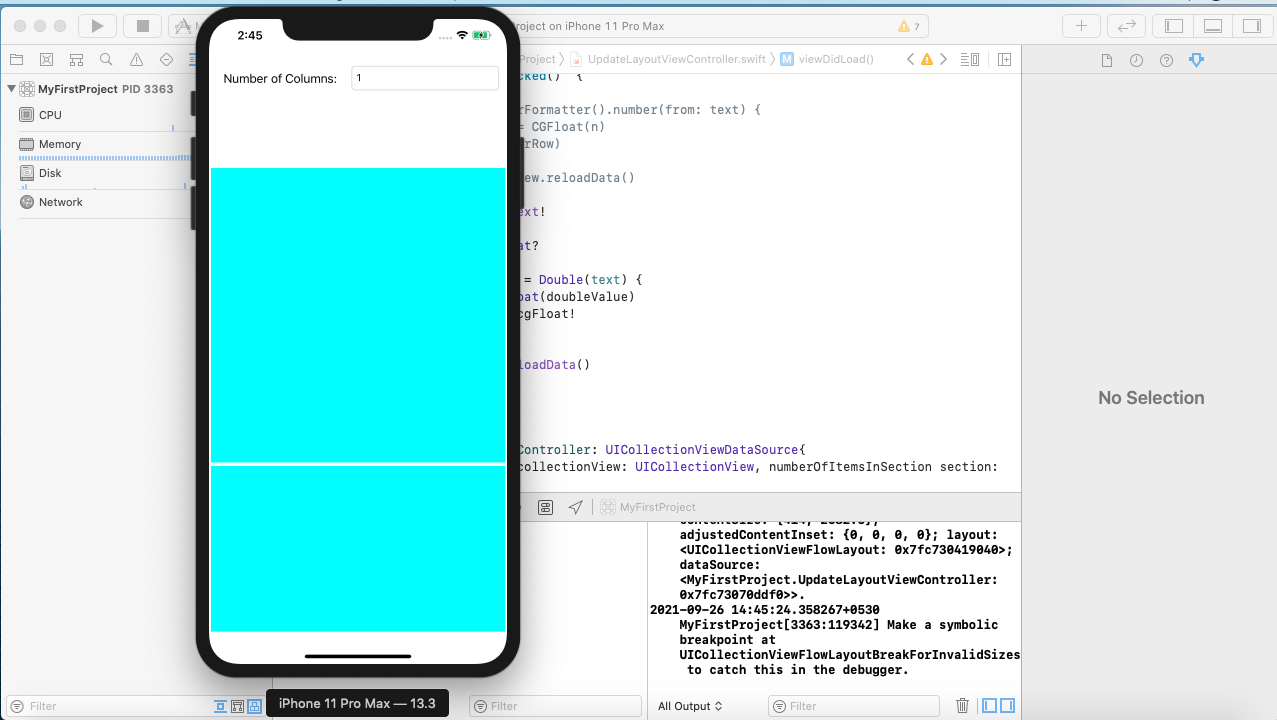 Project on iPhone 11 Pro Max
7
Project
UpdateLayoutViewController.swift
viewDidLoad()
MyFirstProject PID 3363
CPU
Memory
Disk
Network
Filter
2:45
Number of Columns:
1
iPhone 11 Pro Max — 13.3
cked() {
rFormatter().number(from: text) {
= CGFloat(n)
rRow)
ew.reloadData()
ext!
at?
= Double(text) {
oat(doubleValue)
cgFloat!
loadData()
Controller: UICollectionViewDataSource{
collectionView: UICollectionView, numberOfItemsInSection section:
MyFirstProject
adjustedContentInset: {0, 0, 0, 0}; layout:
<UICollectionViewFlowLayout: 0x7fc730419040>;
dataSource:
<MyFirstProject.UpdateLayoutViewController:
0x7fc73070ddf0>>.
2021-09-26 14:45:24.358267+0530
MyFirstProject[3363:119342] Make a symbolic
breakpoint at
UICollectionViewFlowLayoutBreakForInvalidSizes
to catch this in the debugger.
Filter
All Output
Filter
No Selection